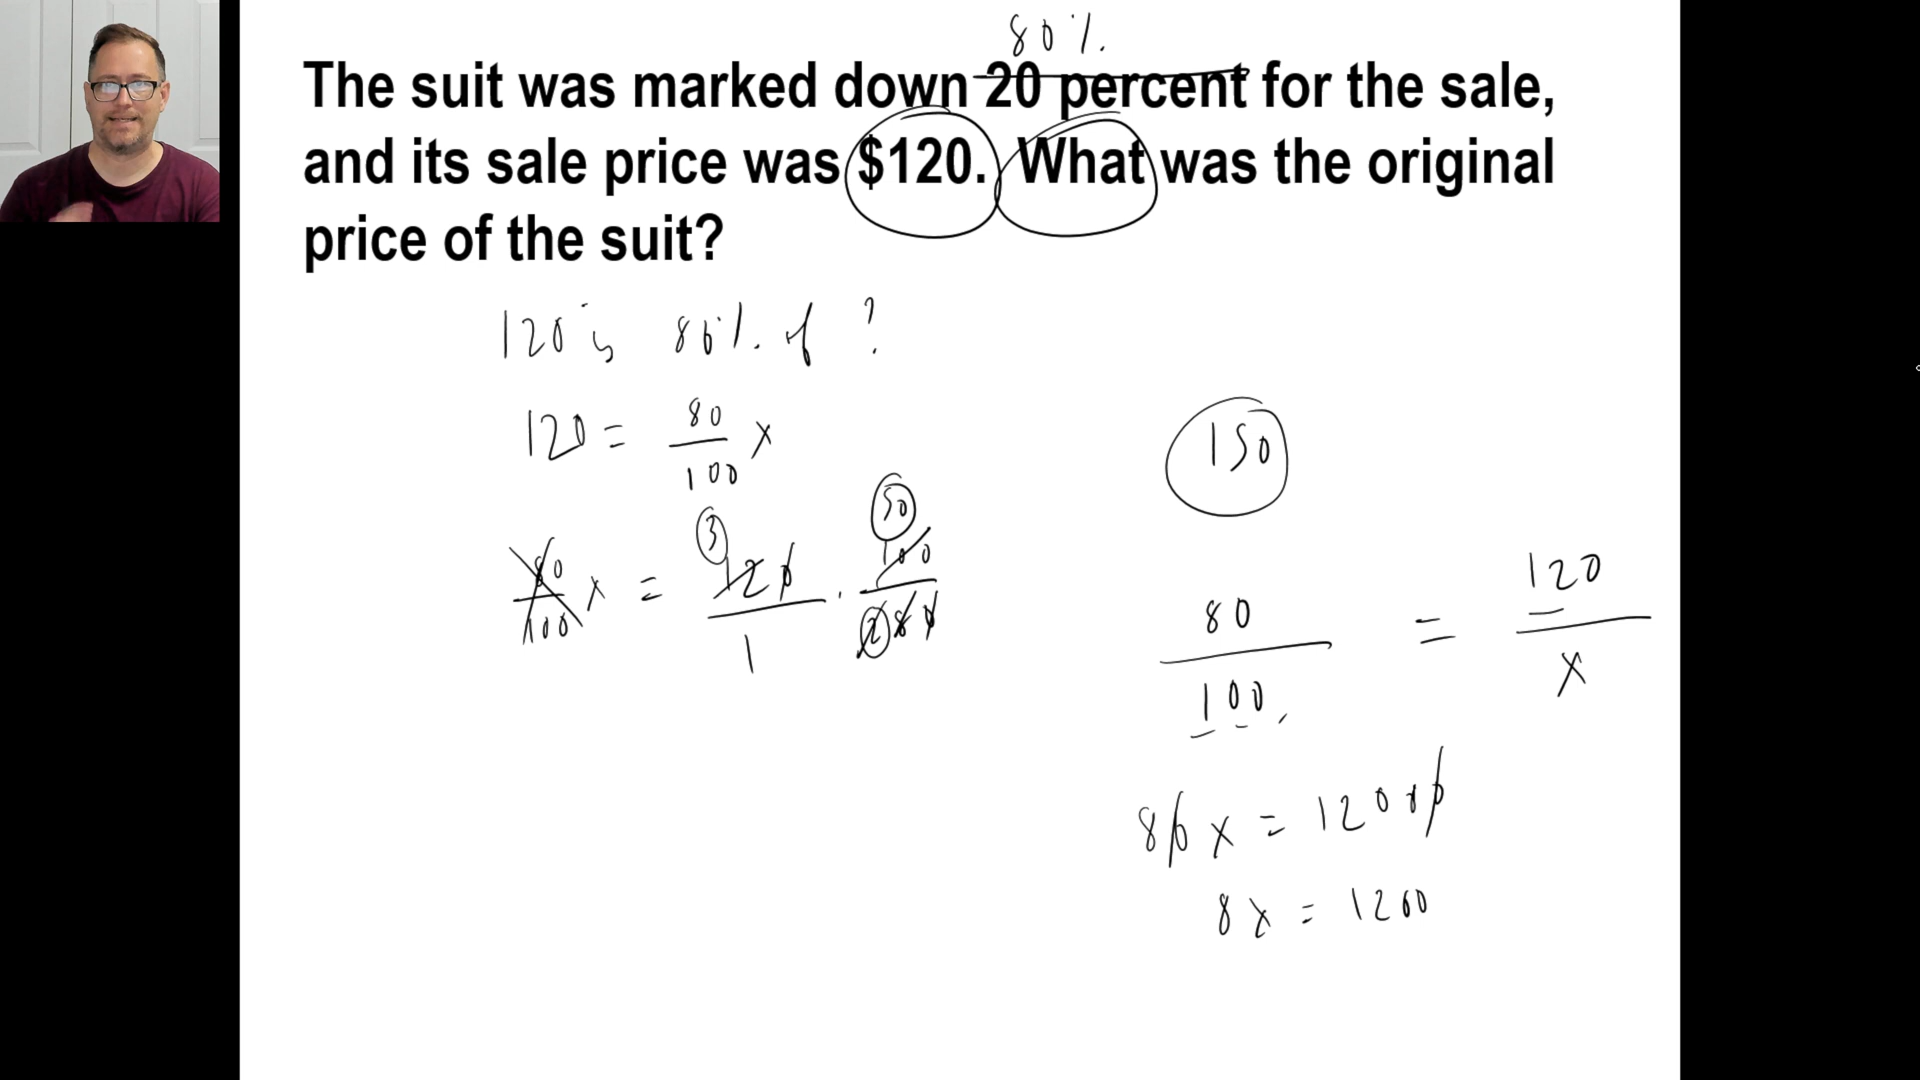 80%
The suit was marked down 20 percent for the sale,
and its sale price was $120. What was the original
price of the suit?
120 is 80% of ?
120 = 80/100 x
80/100 x = 120/1 · 100/80
3
50
2
150
80/100 = 120/x
80x = 12000
8x = 1200